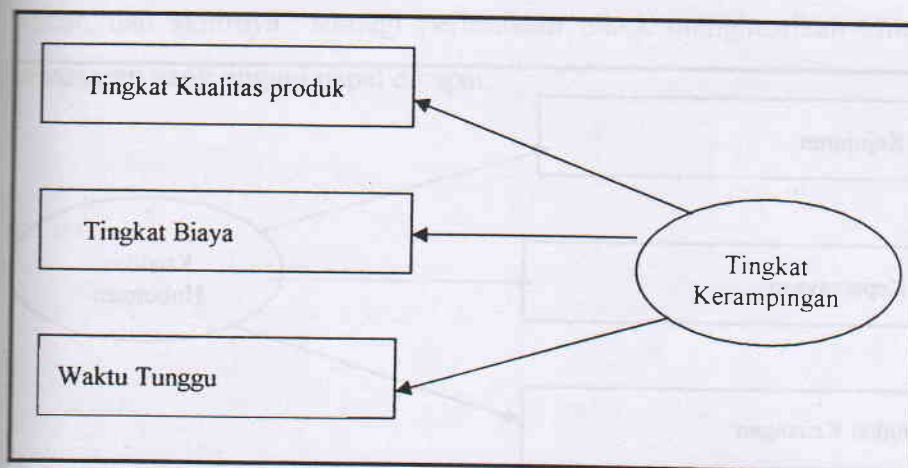 Tingkat Kualitas produk
Tingkat Biaya
Tingkat
Kerampingan
Waktu Tunggu